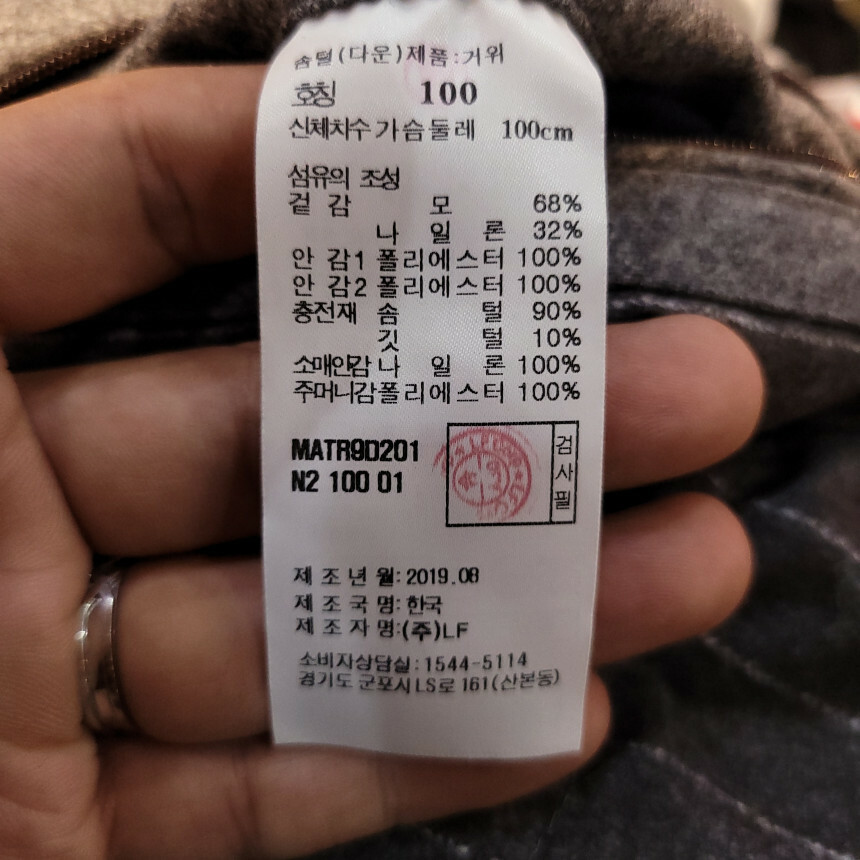 솜털(다운)제품:거위
호칭 100
신체치수 가슴둘레 100cm
섬유의 조성
겉 감 모 68%
나 일 론 32%
안 감1 폴리에스터 100%
안 감2 폴리에스터 100%
충전재 솜 털 90%
깃 털 10%
소매안감 나 일 론 100%
주머니감폴리에스터 100%
MATR9D201
N2 100 01
검사필
제 조 년 월: 2019.08
제 조 국 명: 한국
제 조 자 명: (주)LF
소비자상담실: 1544-5114
경기도 군포시 LS로 161(산본동)